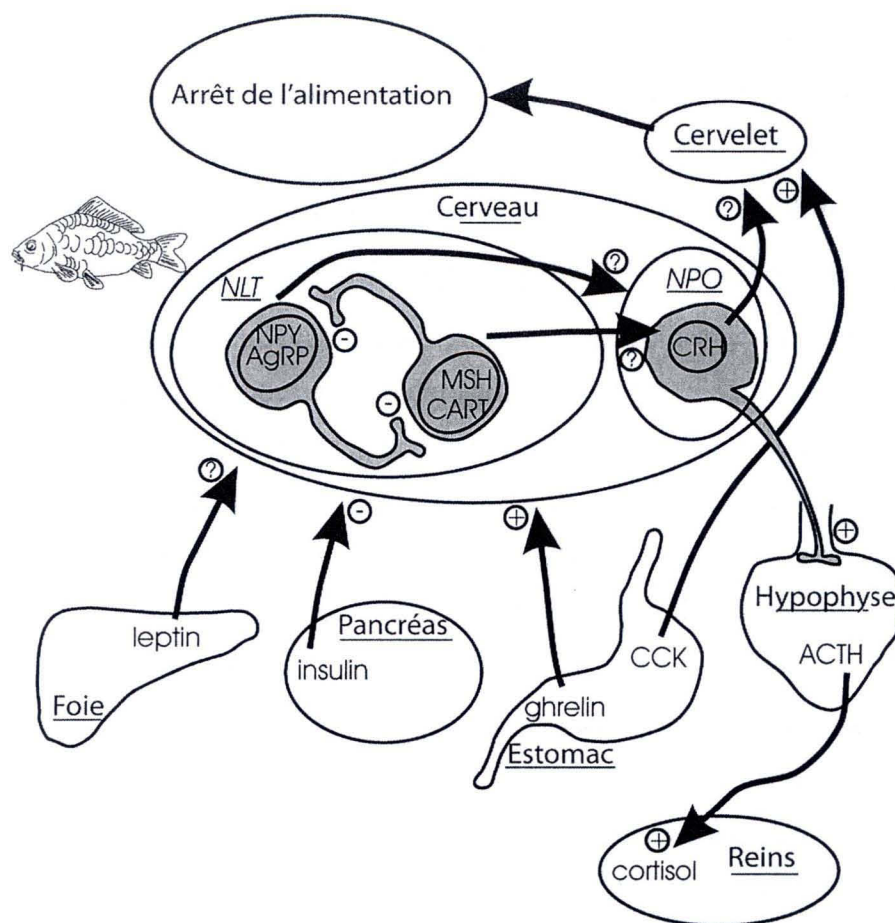 Arrêt de l'alimentation
Cervelet
?
+
Cerveau
?
NLT
NPO
NPY
AgRP
-
CRH
?
MSH
CART
-
?
-
+
+
Hypophyse
leptin
Pancréas
insulin
CCK
ACTH
Foie
ghrelin
Estomac
+
cortisol
Reins